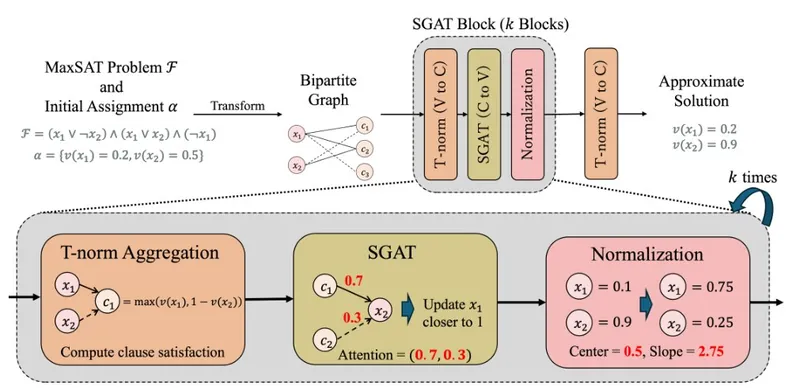 SGAT Block (k Blocks)
MaxSAT Problem ℱ
and
Initial Assignment α
ℱ = (x₁ ∨ ¬x₂) ∧ (x₁ ∨ x₂) ∧ (¬x₁)
α = {v(x₁) = 0.2, v(x₂) = 0.5}
Transform
Bipartite
Graph
x₁
x₂
c₁
c₂
c₃
T-norm (V to C)
SGAT (C to V)
Normalization
T-norm (V to C)
Approximate
Solution
v(x₁) = 0.2
v(x₂) = 0.9
k times
T-norm Aggregation
x₁
x₂
c₁ = max(v(x₁), 1 − v(x₂))
Compute clause satisfaction
SGAT
c₁
0.7
0.3
x₂
c₂
Update x₁
closer to 1
Attention = (0.7, 0.3)
Normalization
x₁ = 0.1
x₁ = 0.75
x₂ = 0.9
x₂ = 0.25
Center = 0.5, Slope = 2.75